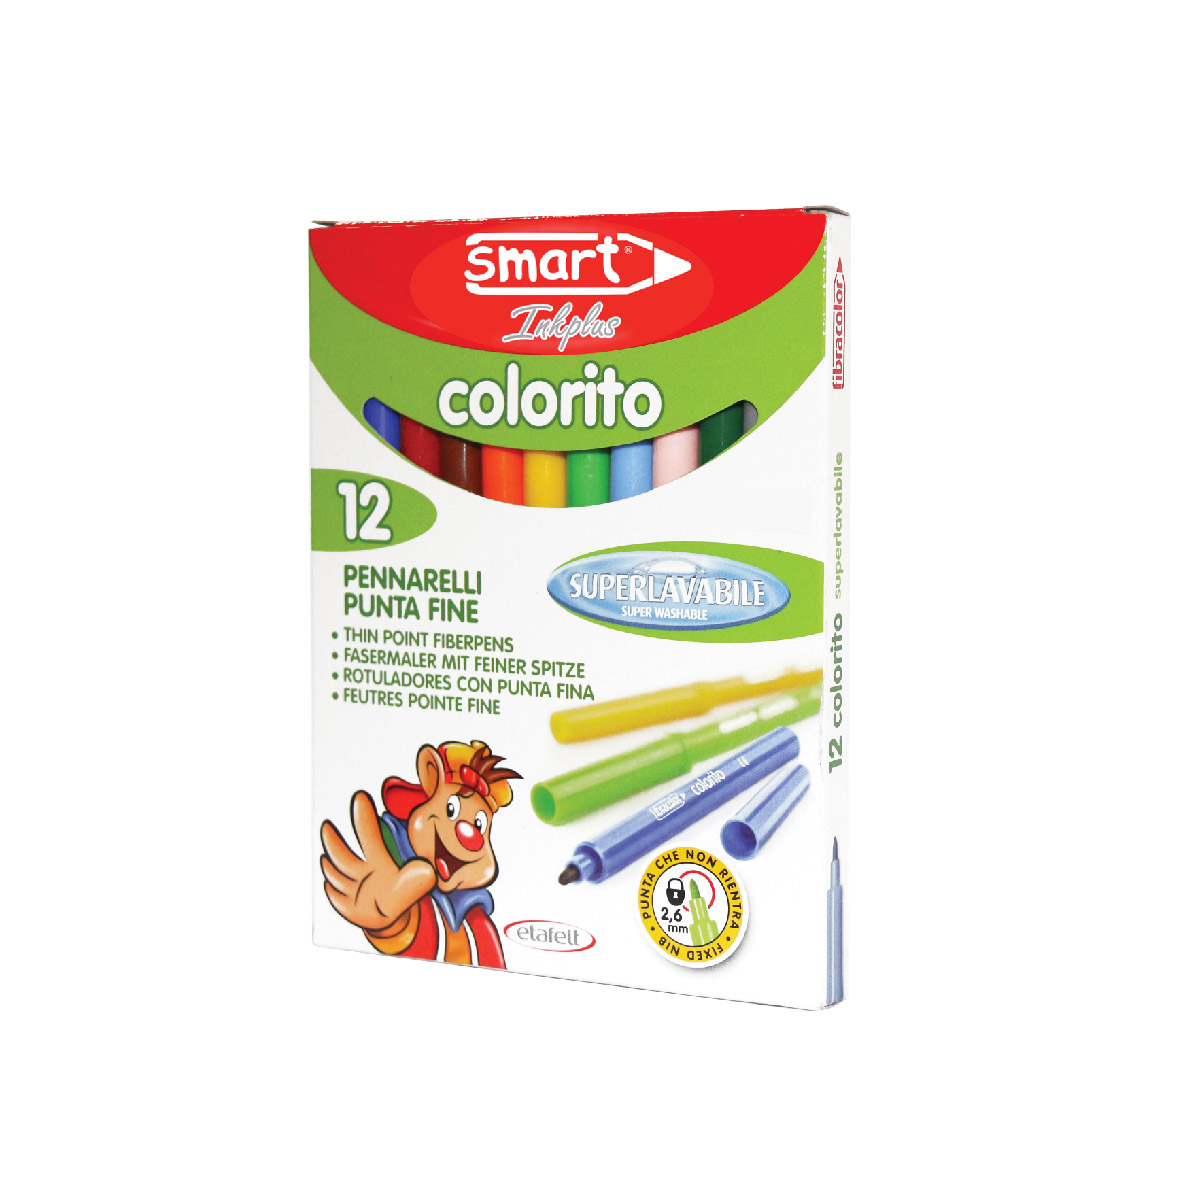 smart®
Inkplus
colorito
12
PENNARELLI
PUNTA FINE
• THIN POINT FIBERPENS
• FASERMALER MIT FEINER SPITZE
• ROTULADORES CON PUNTA FINA
• FEUTRES POINTE FINE
SUPERLAVABILE
SUPER WASHABLE
colorito
PUNTA CHE NON RIENTRA • FIXED NIB •
2,6
mm
etafelt
12 colorito superlavabile fibracolor